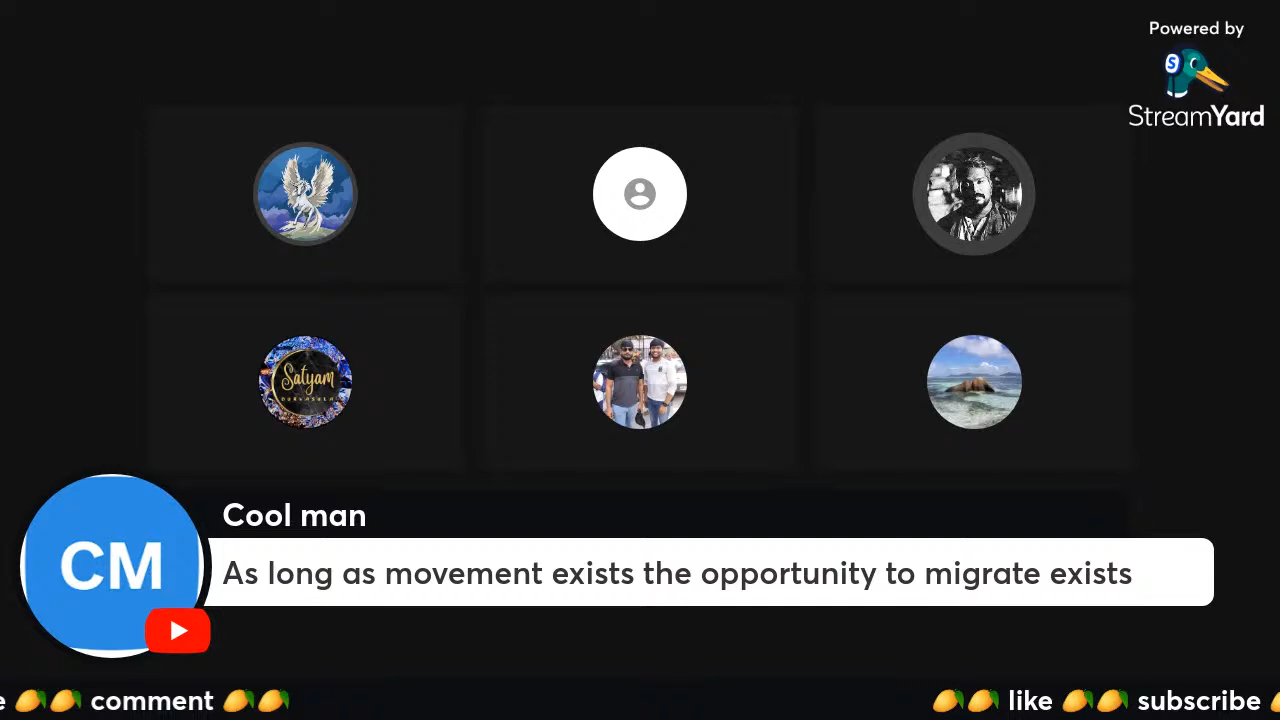 Powered by
S
StreamYard
Satyam
DURVASULA
CM
Cool man
As long as movement exists the opportunity to migrate exists
e 🥭🥭 comment 🥭🥭
🥭🥭 like 🥭🥭 subscribe